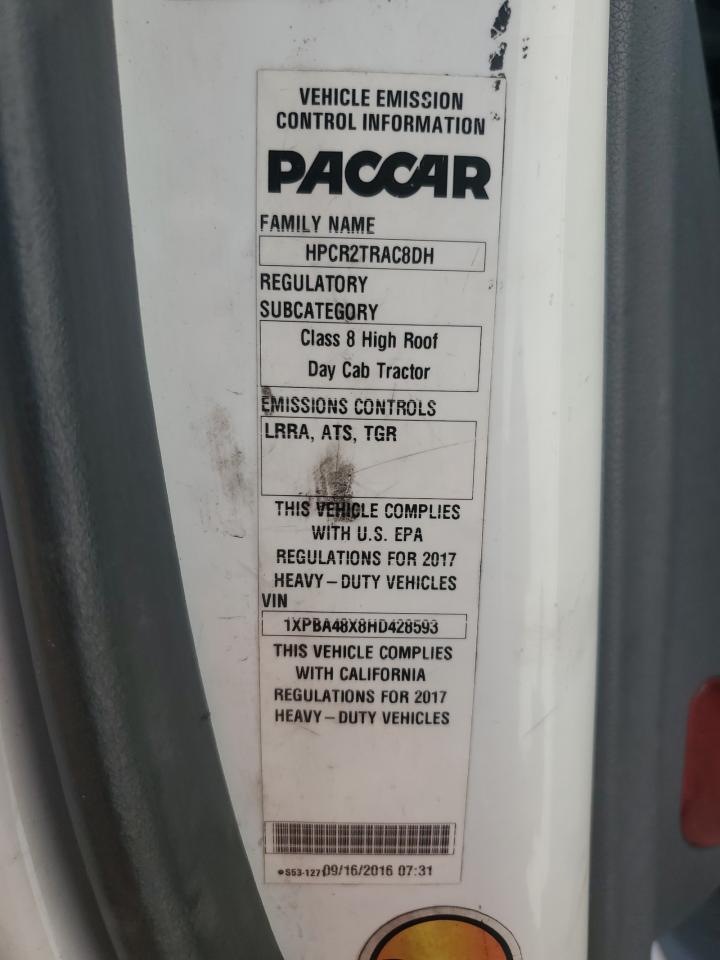 VEHICLE EMISSION
CONTROL INFORMATION
PACCAR
FAMILY NAME
HPCR2TRAC8DH
REGULATORY
SUBCATEGORY
Class 8 High Roof
Day Cab Tractor
EMISSIONS CONTROLS
LRRA, ATS, TGR
THIS VEHICLE COMPLIES
WITH U.S. EPA
REGULATIONS FOR 2017
HEAVY-DUTY VEHICLES
VIN
1XPBA48X8HD428593
THIS VEHICLE COMPLIES
WITH CALIFORNIA
REGULATIONS FOR 2017
HEAVY-DUTY VEHICLES
09/16/2016 07:31